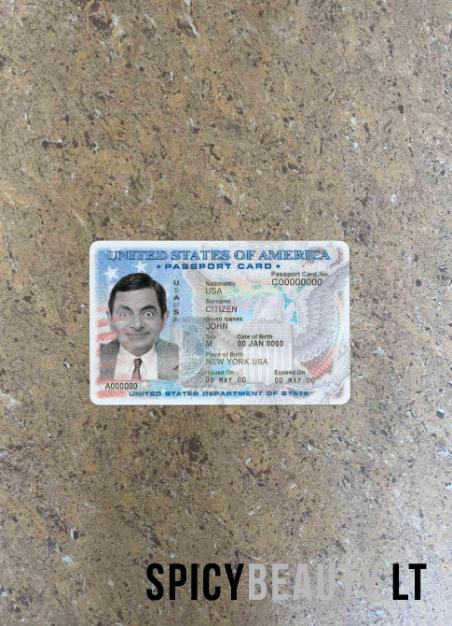 UNITED STATES OF AMERICA
★ PASSPORT CARD ★
Passport Card No.
C00000000
USAUSA
Nationality
USA
Surname
CITIZEN
Given Names
JOHN
Sex Date of Birth
M 00 JAN 0000
Place of Birth
NEW YORK USA
Issued On Expires On
00 MAY 00 00 MAY 00
A000000
UNITED STATES DEPARTMENT OF STATE
SPICYBEAUTY LT